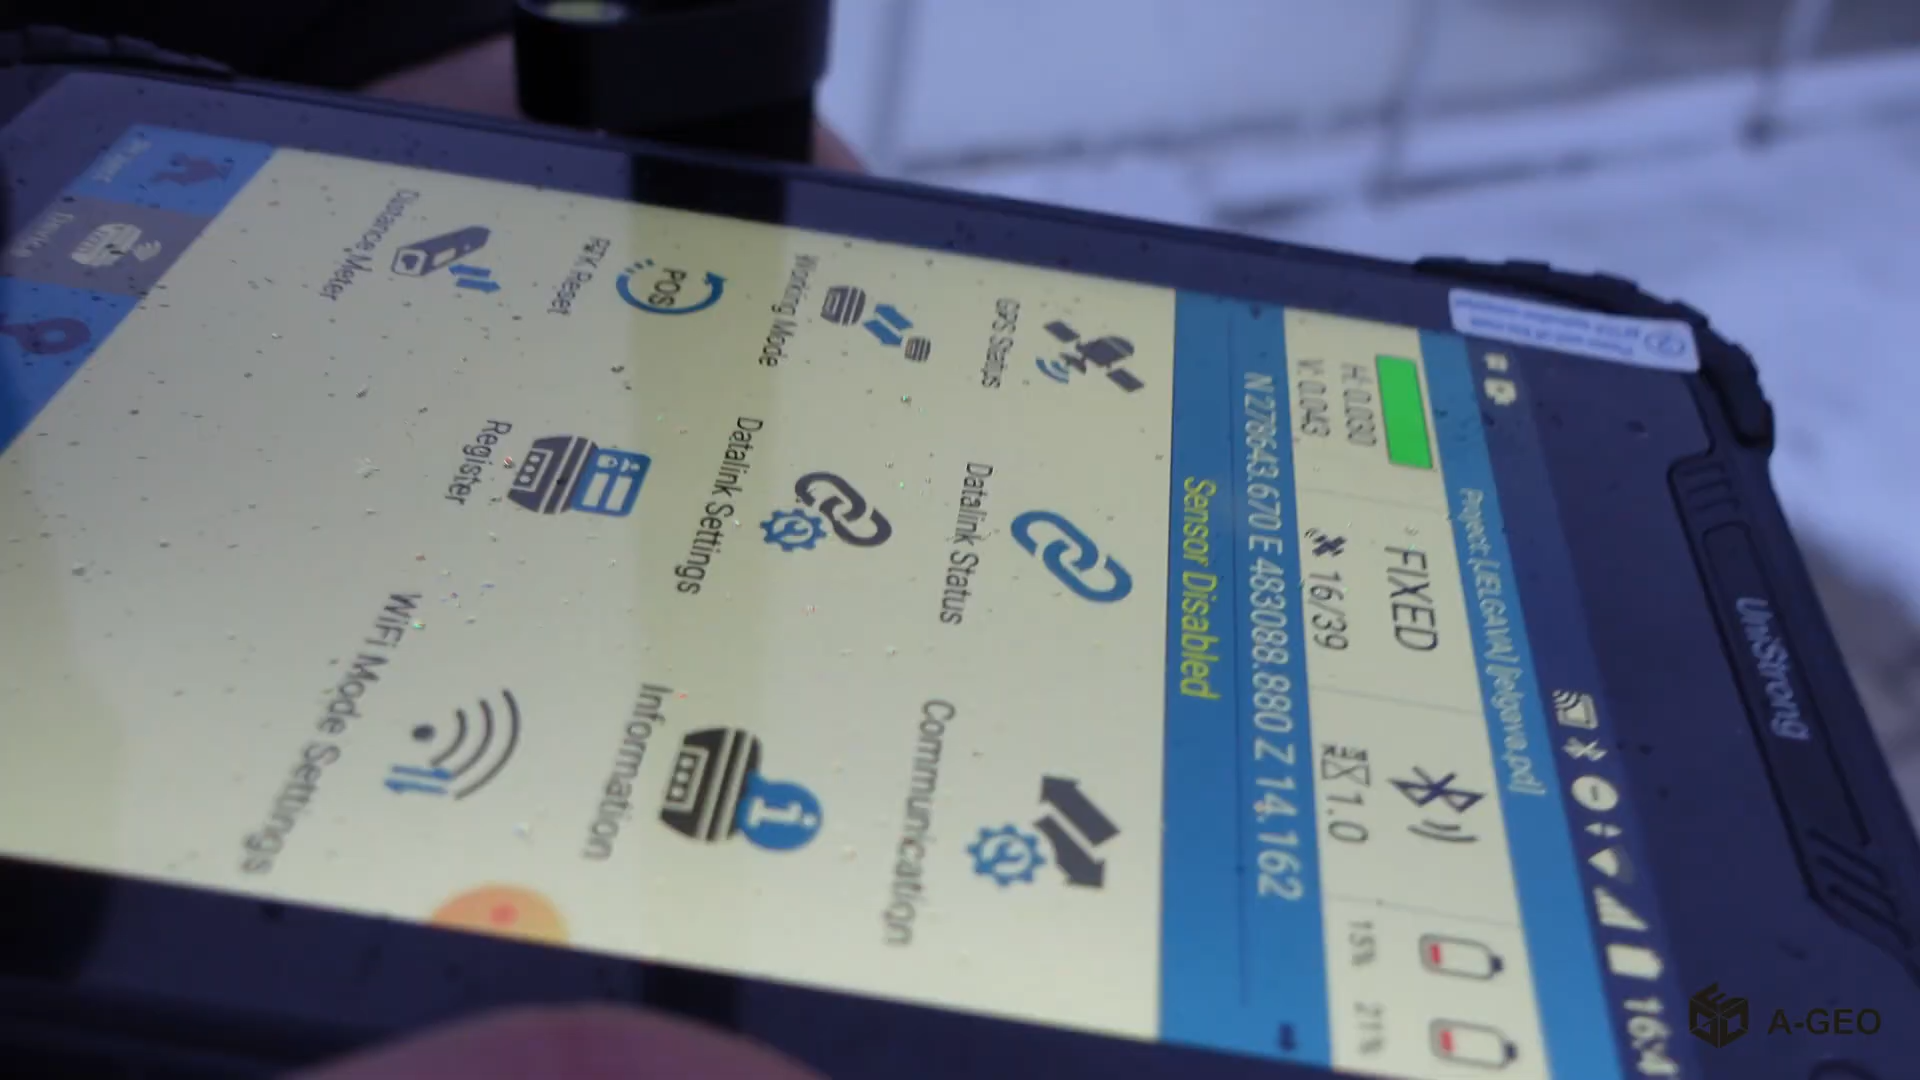 UniStrong
Project:[JELGAVA] jelgava.pd
FIXED
H: 0.030
V: 0.043
16/39
1.0
15%
21%
N 278643.670 E 483088.880 Z 14.162
Sensor Disabled
GPS Status
Datalink Status
Communication
Working Mode
Datalink Settings
Information
POS
RTK Reset
Register
WiFi Mode Settings
Distance Meter
Device
A-GEO